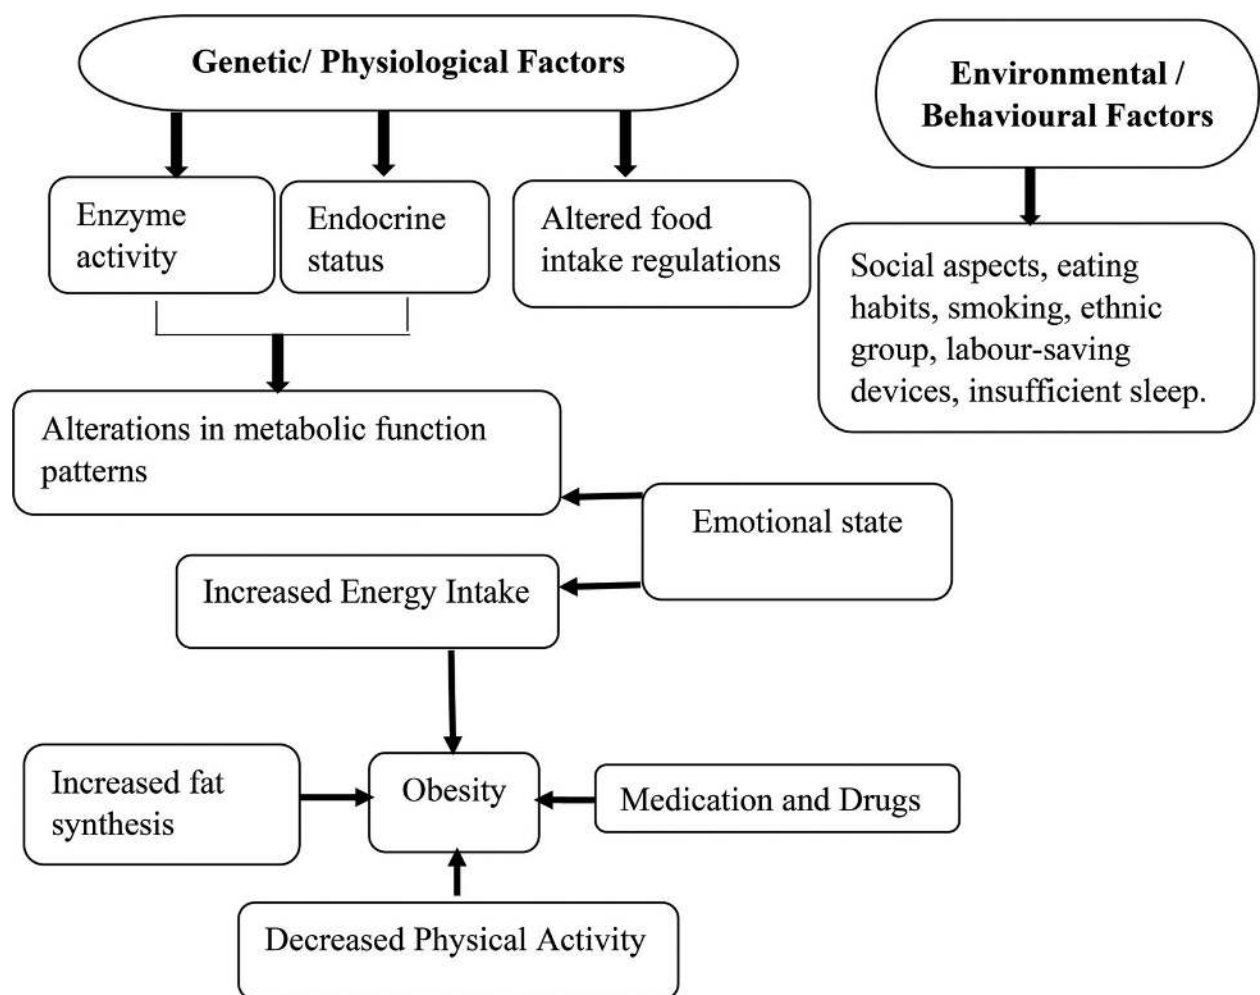 Genetic/ Physiological Factors
Environmental /
Behavioural Factors
Enzyme
activity
Endocrine
status
Altered food
intake regulations
Social aspects, eating
habits, smoking, ethnic
group, labour-saving
devices, insufficient sleep.
Alterations in metabolic function
patterns
Emotional state
Increased Energy Intake
Increased fat
synthesis
Obesity
Medication and Drugs
Decreased Physical Activity